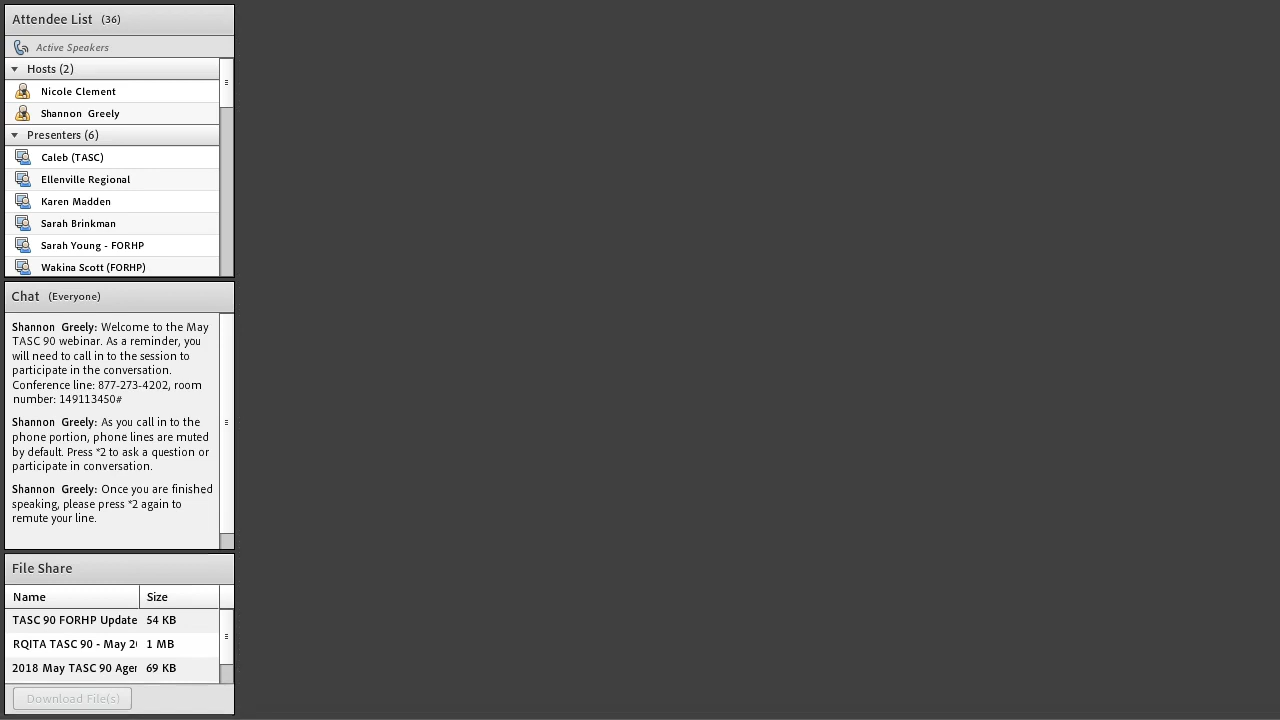 Attendee List (36)
Active Speakers
Hosts (2)
Nicole Clement
Shannon Greely
Presenters (6)
Caleb (TASC)
Ellenville Regional
Karen Madden
Sarah Brinkman
Sarah Young - FORHP
Wakina Scott (FORHP)
Chat (Everyone)
Shannon Greely: Welcome to the May
TASC 90 webinar. As a reminder, you
will need to call in to the session to
participate in the conversation.
Conference line: 877-273-4202, room
number: 149113450#
Shannon Greely: As you call in to the
phone portion, phone lines are muted
by default. Press *2 to ask a question or
participate in conversation.
Shannon Greely: Once you are finished
speaking, please press *2 again to
remute your line.
File Share
Name Size
TASC 90 FORHP Update 54 KB
RQITA TASC 90 - May 20 1 MB
2018 May TASC 90 Agen 69 KB
Download File(s)